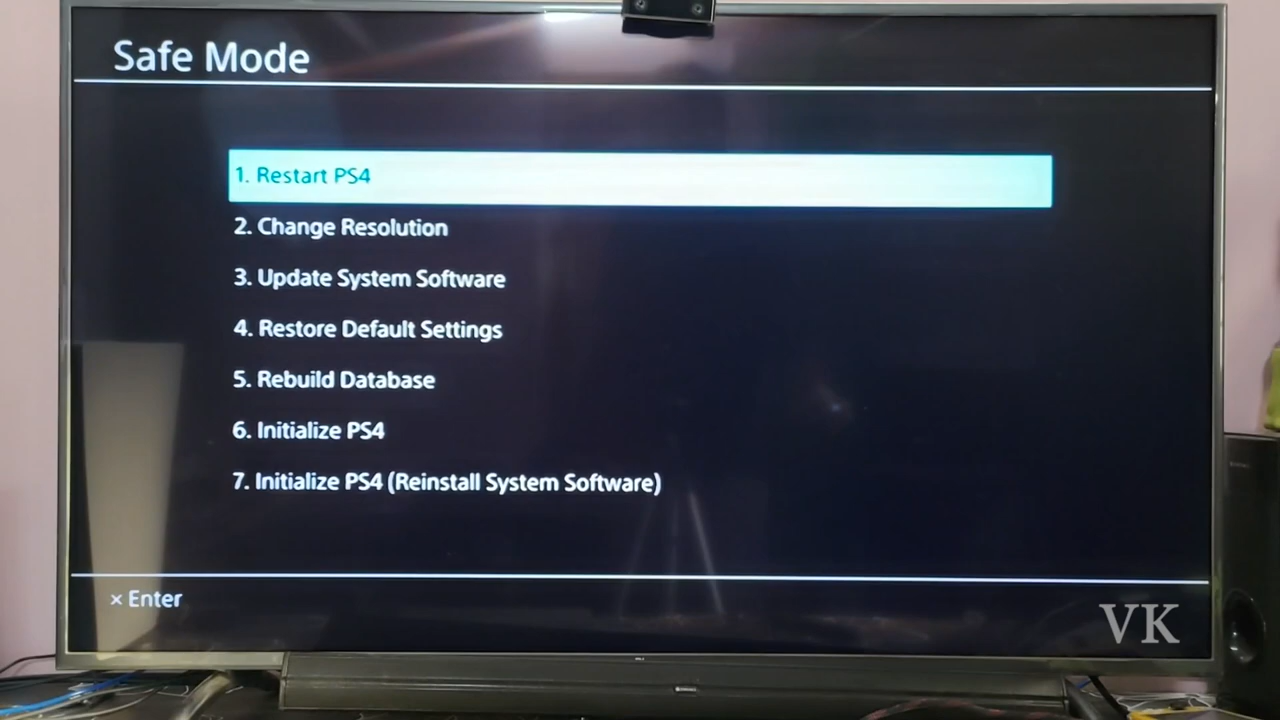 Safe Mode
1. Restart PS4
2. Change Resolution
3. Update System Software
4. Restore Default Settings
5. Rebuild Database
6. Initialize PS4
7. Initialize PS4 (Reinstall System Software)
× Enter
VK